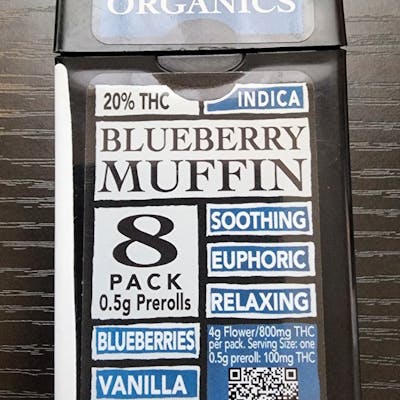 ORGANICS
20% THC
INDICA
BLUEBERRY
MUFFIN
8
PACK
0.5g Prerolls
SOOTHING
EUPHORIC
RELAXING
BLUEBERRIES
VANILLA
4g Flower/800mg THC
per pack. Serving Size: one
0.5g preroll: 100mg THC